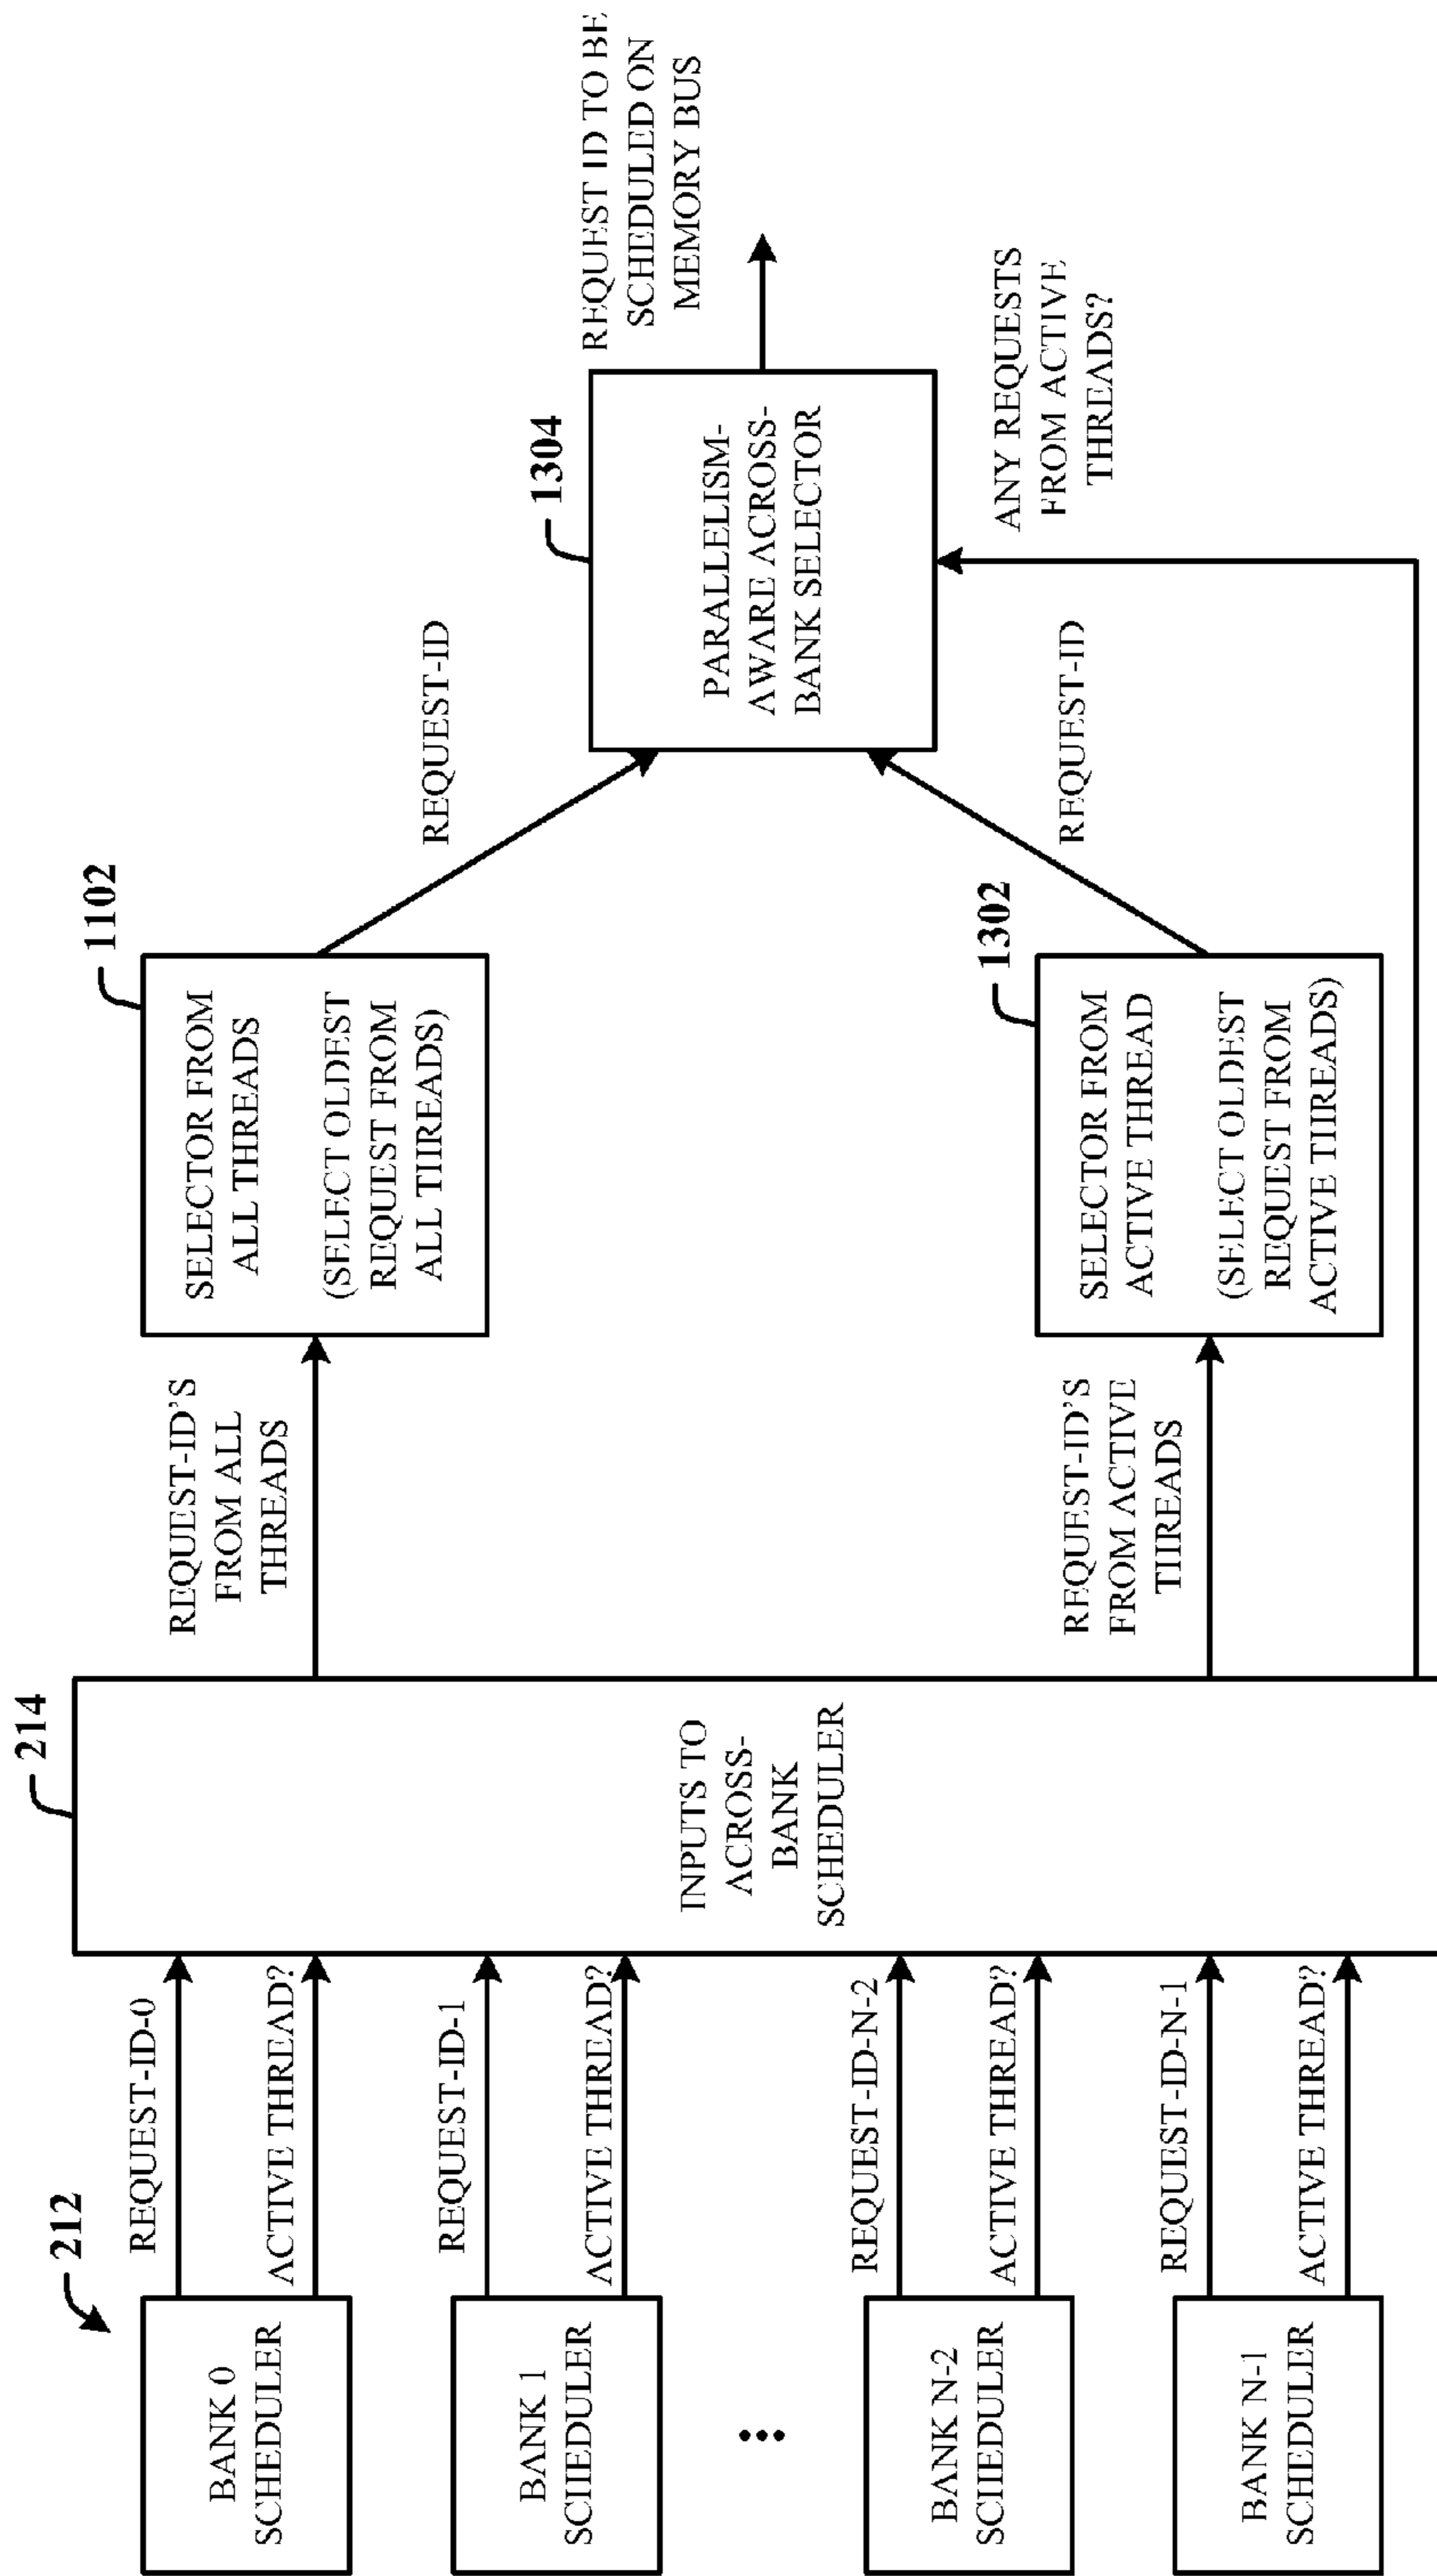 212
BANK 0
SCHEDULER
BANK 1
SCHEDULER
...
BANK N-2
SCHEDULER
BANK N-1
SCHEDULER
REQUEST-ID-0
ACTIVE THREAD?
REQUEST-ID-1
ACTIVE THREAD?
REQUEST-ID-N-2
ACTIVE THREAD?
REQUEST-ID-N-1
ACTIVE THREAD?
214
INPUTS TO
ACROSS-
BANK
SCHEDULER
REQUEST-ID'S
FROM ALL
THREADS
REQUEST-ID'S
FROM ACTIVE
THREADS
1102
SELECTOR FROM
ALL THREADS
(SELECT OLDEST
REQUEST FROM
ALL THREADS)
1302
SELECTOR FROM
ACTIVE THREAD
(SELECT OLDEST
REQUEST FROM
ACTIVE THREADS)
REQUEST-ID
REQUEST-ID
1304
PARALLELISM-
AWARE ACROSS-
BANK SELECTOR
REQUEST ID TO BE
SCHEDULED ON
MEMORY BUS
ANY REQUESTS
FROM ACTIVE
THREADS?